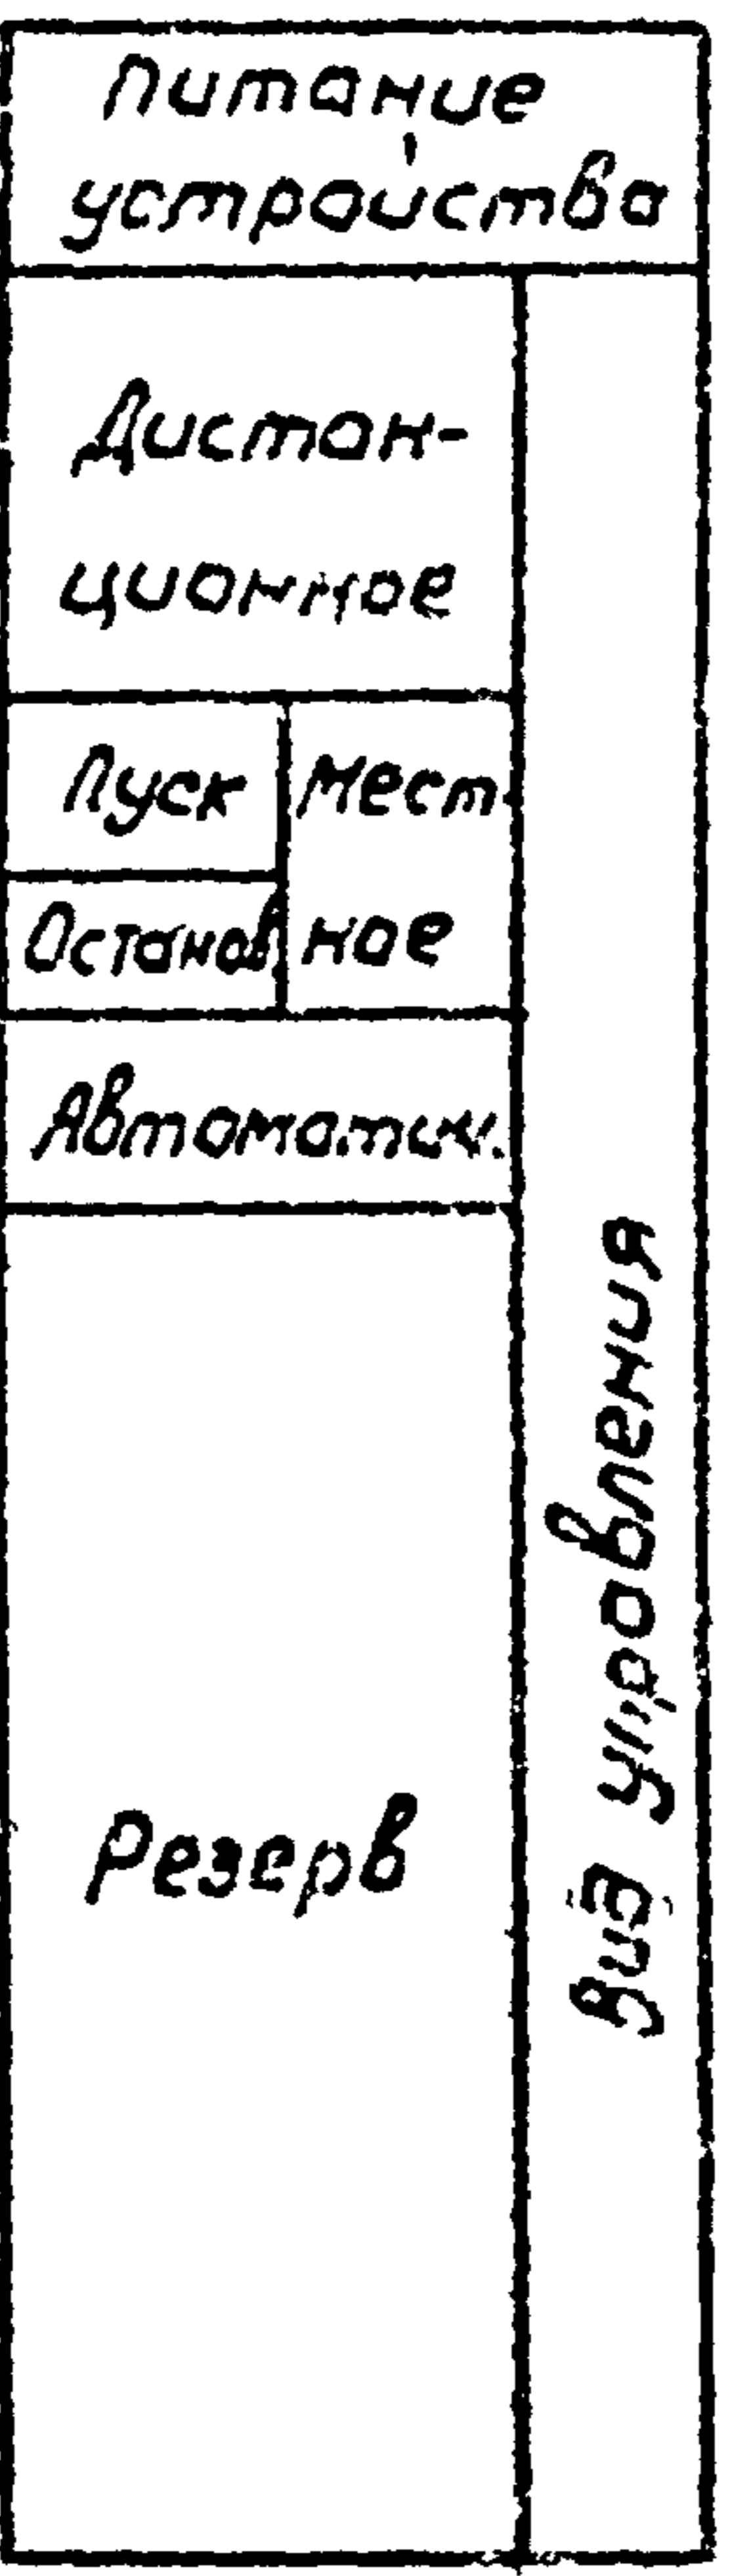 Питание
устройства
Дистан-
ционное
Пуск
Мест-
ное
Останов.
Автоматич.
Резерв
Вид управления